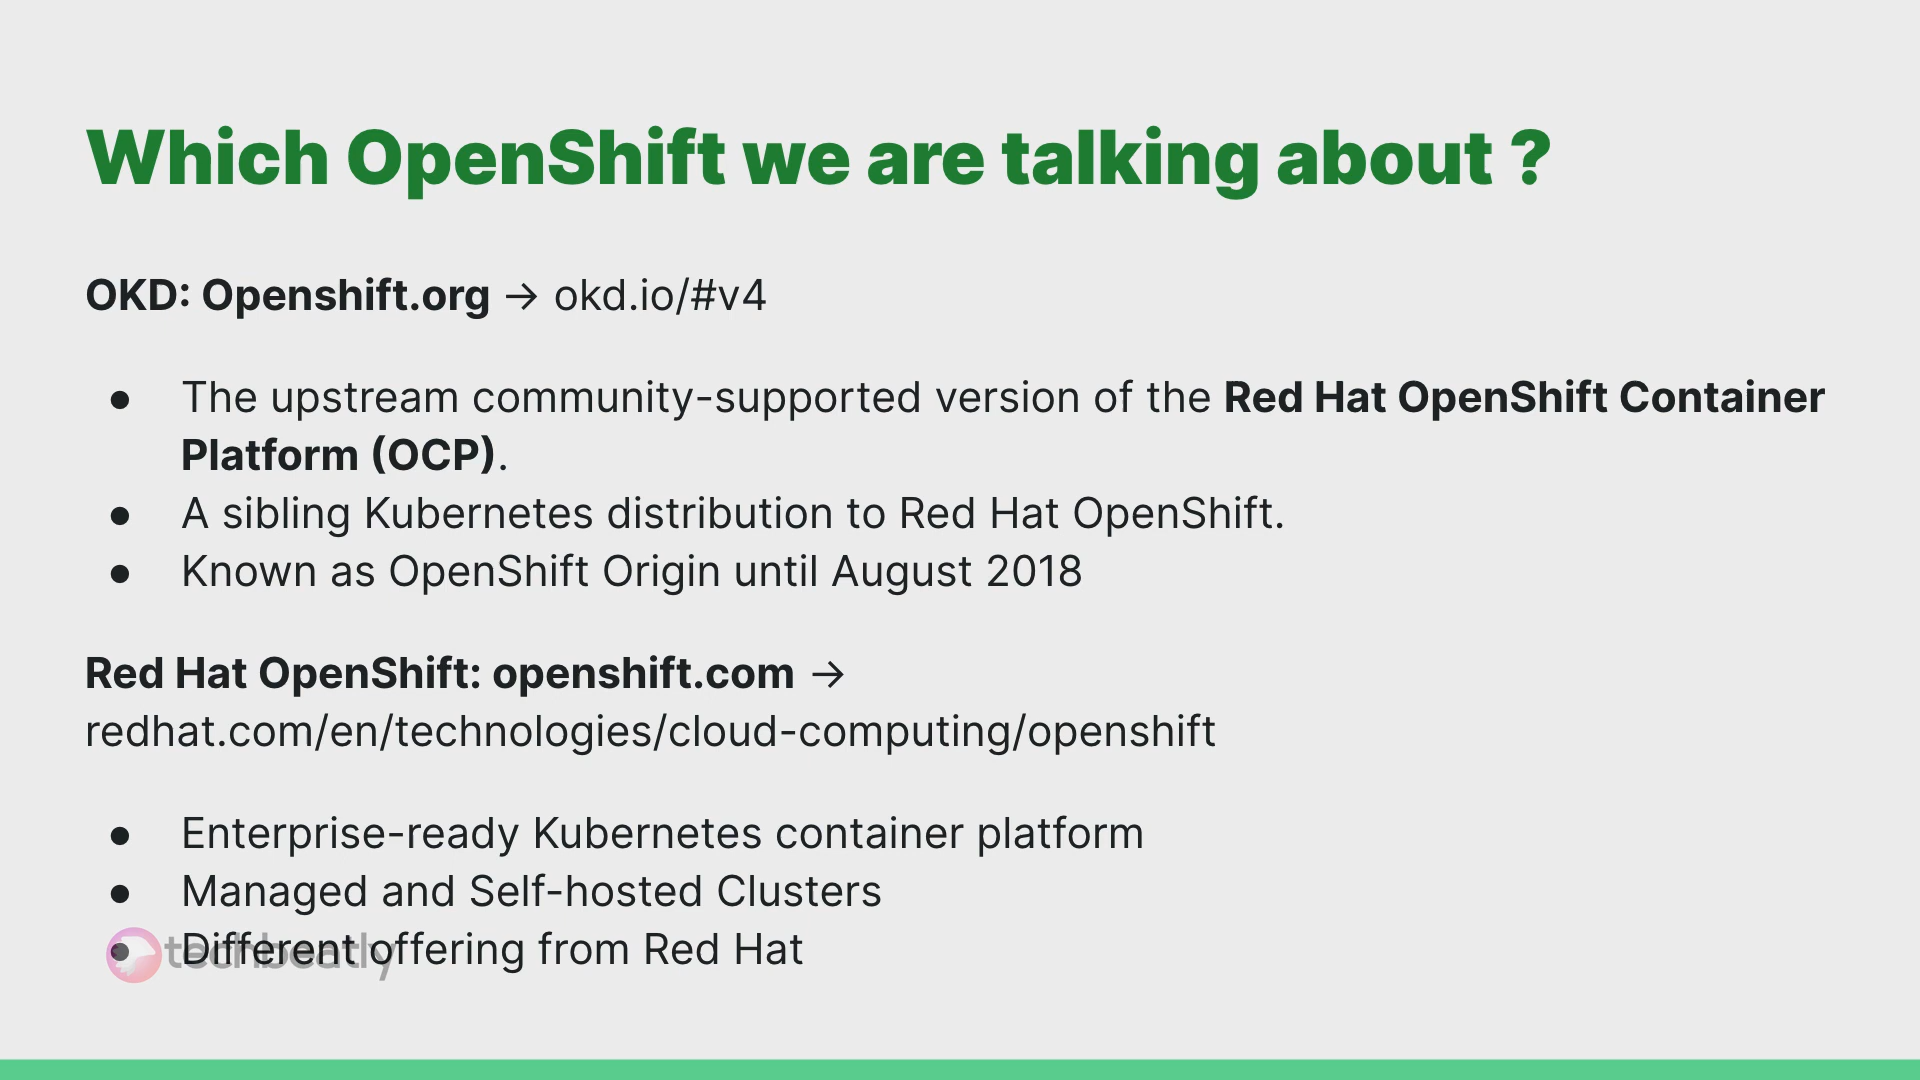 Which OpenShift we are talking about ?
OKD: Openshift.org → okd.io/#v4
● The upstream community-supported version of the Red Hat OpenShift Container
Platform (OCP).
● A sibling Kubernetes distribution to Red Hat OpenShift.
● Known as OpenShift Origin until August 2018
Red Hat OpenShift: openshift.com →
redhat.com/en/technologies/cloud-computing/openshift
● Enterprise-ready Kubernetes container platform
● Managed and Self-hosted Clusters
● Different offering from Red Hat
techbeatly